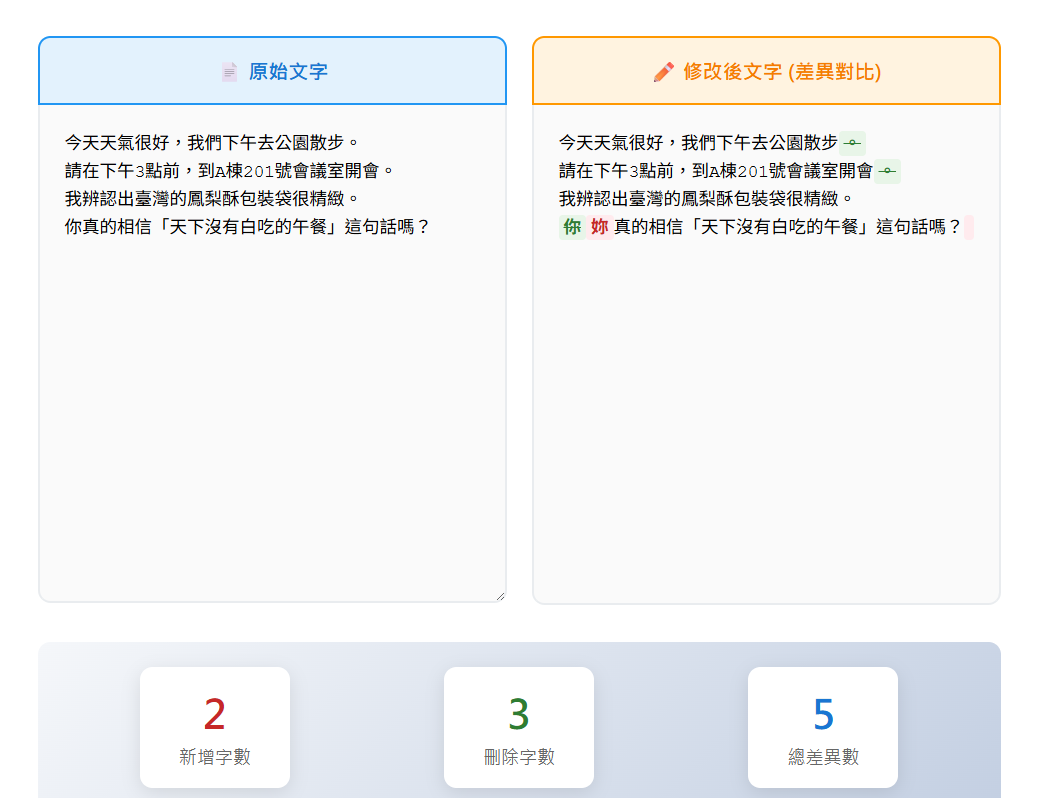 原始文字
今天天氣很好，我們下午去公園散步。
請在下午3點前，到A棟201號會議室開會。
我辨認出臺灣的鳳梨酥包裝袋很精緻。
你真的相信「天下沒有白吃的午餐」這句話嗎？
修改後文字 (差異對比)
今天天氣很好，我們下午去公園散步。
請在下午3點前，到A棟201號會議室開會。
我辨認出臺灣的鳳梨酥包裝袋很精緻。
你 妳 真的相信「天下沒有白吃的午餐」這句話嗎？
2
新增字數
3
刪除字數
5
總差異數